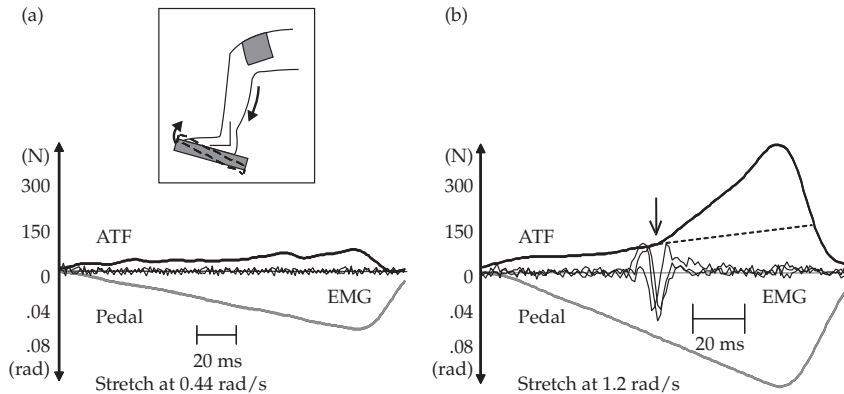 (a)
(N)
300
150
0
.04
.08
(rad)
ATF
EMG
Pedal
20 ms
Stretch at 0.44 rad/s
(b)
(N)
300
150
0
.04
.08
(rad)
ATF
EMG
Pedal
20 ms
Stretch at 1.2 rad/s